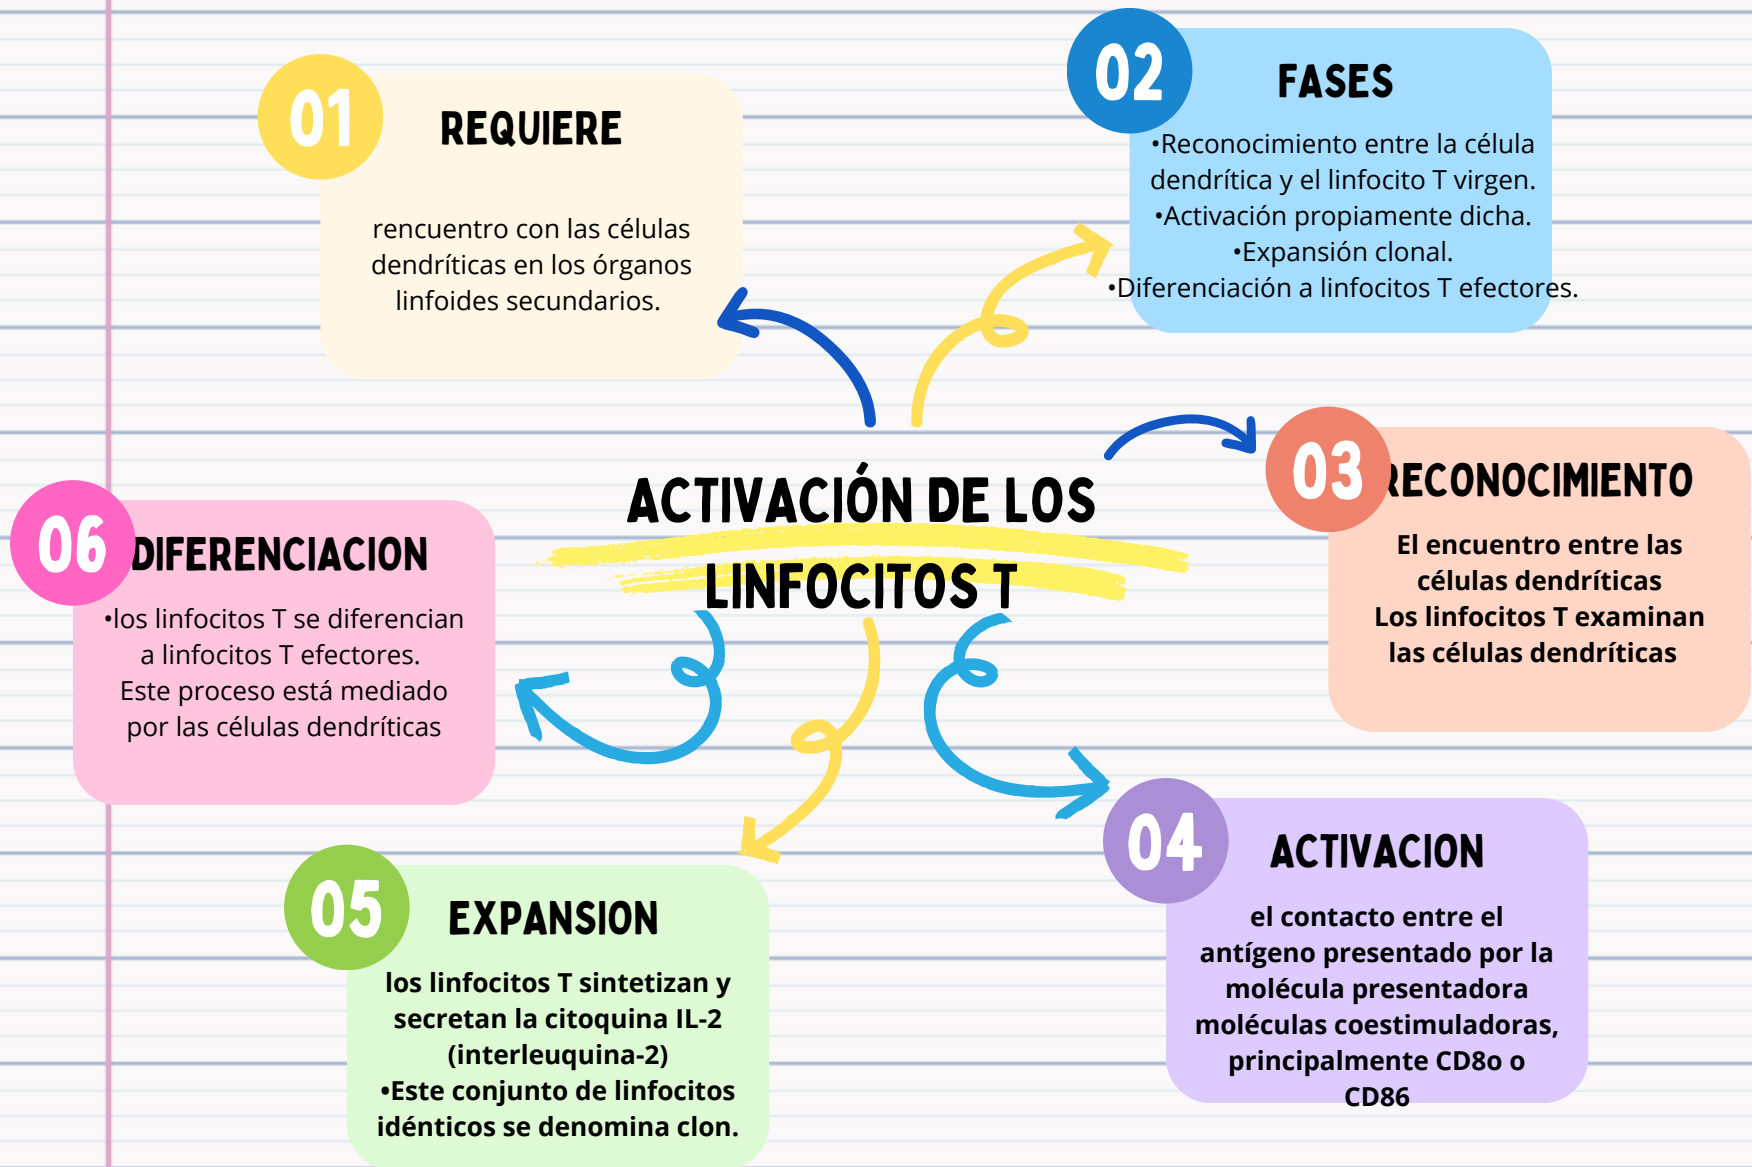 01
REQUIERE
rencuentro con las células
dendríticas en los órganos
linfoides secundarios.
02
FASES
•Reconocimiento entre la célula
dendrítica y el linfocito T virgen.
•Activación propiamente dicha.
•Expansión clonal.
•Diferenciación a linfocitos T efectores.
ACTIVACIÓN DE LOS
LINFOCITOS T
03
RECONOCIMIENTO
El encuentro entre las
células dendríticas
Los linfocitos T examinan
las células dendríticas
04
ACTIVACION
el contacto entre el
antígeno presentado por la
molécula presentadora
moléculas coestimuladoras,
principalmente CD8o o
CD86
05
EXPANSION
los linfocitos T sintetizan y
secretan la citoquina IL-2
(interleuquina-2)
•Este conjunto de linfocitos
idénticos se denomina clon.
06
DIFERENCIACION
•los linfocitos T se diferencian
a linfocitos T efectores.
Este proceso está mediado
por las células dendríticas